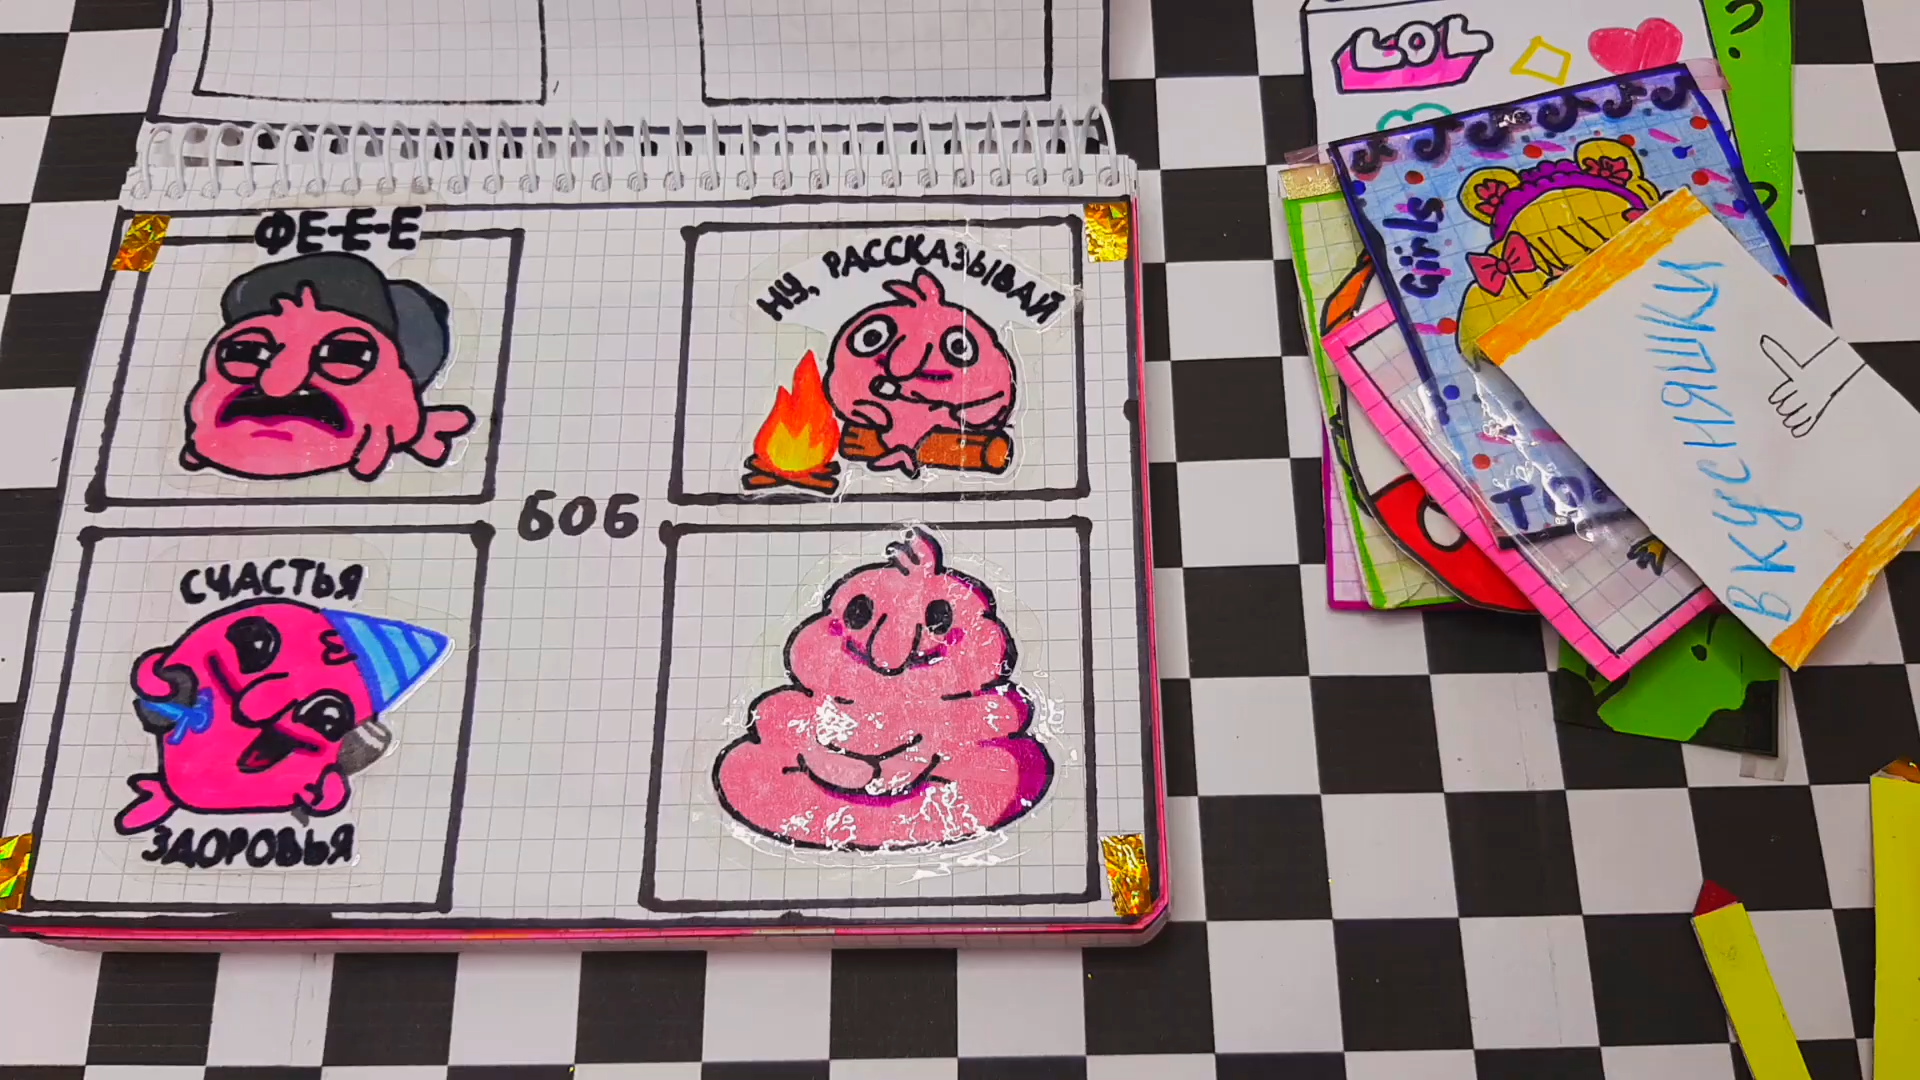 ФЕ-Е-Е
НУ, РАССКАЗЫВАЙ
БОБ
СЧАСТЬЯ
ЗДОРОВЬЯ
LOL
?
Girls
ВКУСНЯШКИ